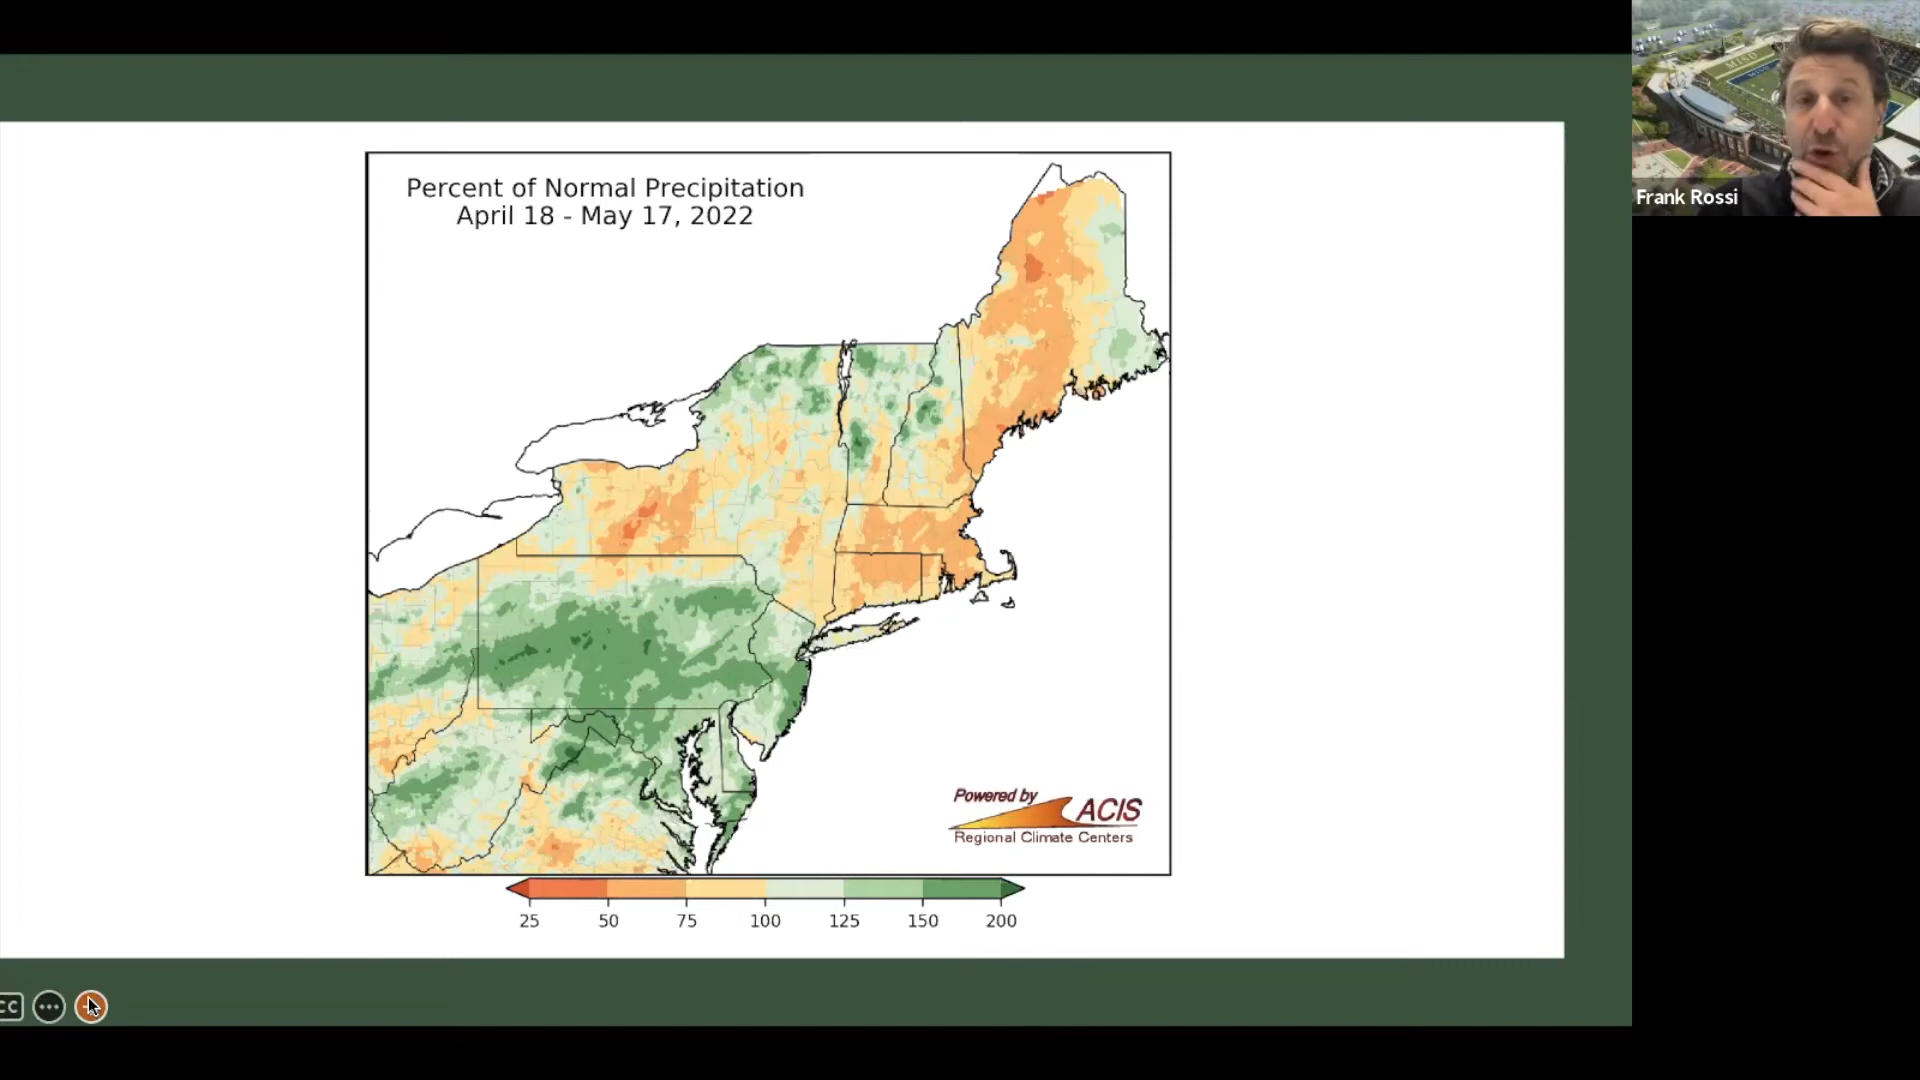 Percent of Normal Precipitation
April 18 - May 17, 2022
Frank Rossi
Powered by
ACIS
Regional Climate Centers
25 50 75 100 125 150 200